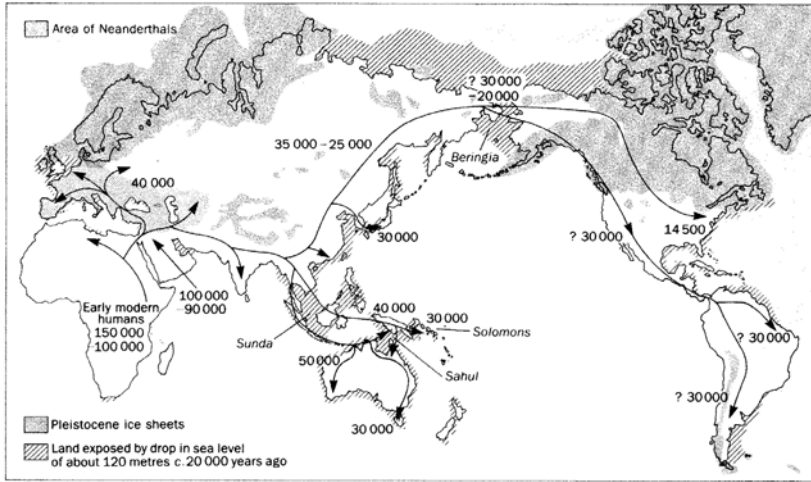 Area of Neanderthals
? 30 000
–20 000
35 000 – 25 000
Beringia
40 000
30 000
? 30 000
14 500
100 000
–90 000
Early modern
humans
150 000
100 000
Sunda
40 000
30 000
Solomons
Sahul
50 000
30 000
? 30 000
? 30 000
Pleistocene ice sheets
Land exposed by drop in sea level
of about 120 metres c. 20 000 years ago